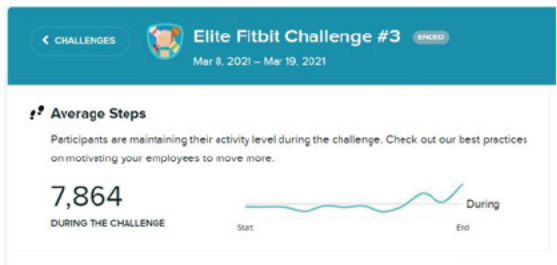 CHALLENGES
Elite Fitbit Challenge #3 ENDED
Mar 8, 2021 – Mar 19, 2021
Average Steps
Participants are maintaining their activity level during the challenge. Check out our best practices
on motivating your employees to move more.
7,864
DURING THE CHALLENGE
During
Start
End